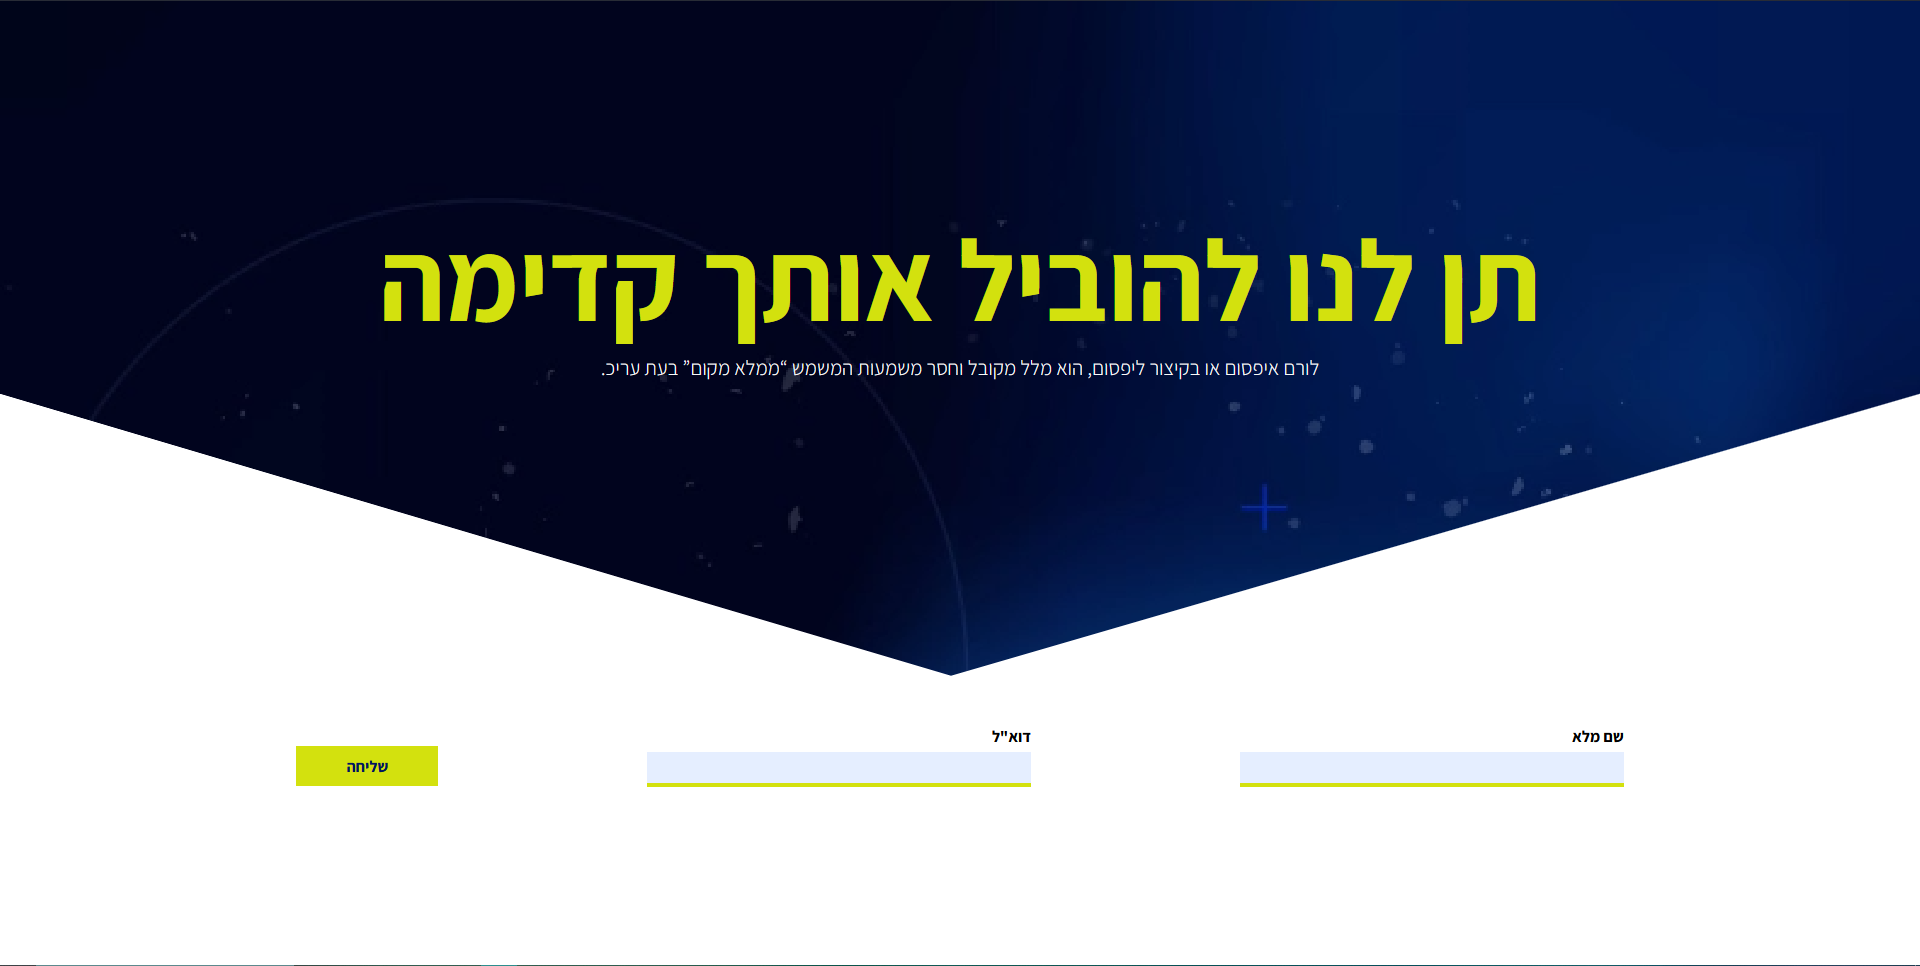 תן לנו להוביל אותך קדימה
לורם איפסום או בקיצור ליפסום, הוא מלל מקובל וחסר משמעות המשמש “ממלא מקום” בעת עריכ.
שם מלא
דוא"ל
שליחה